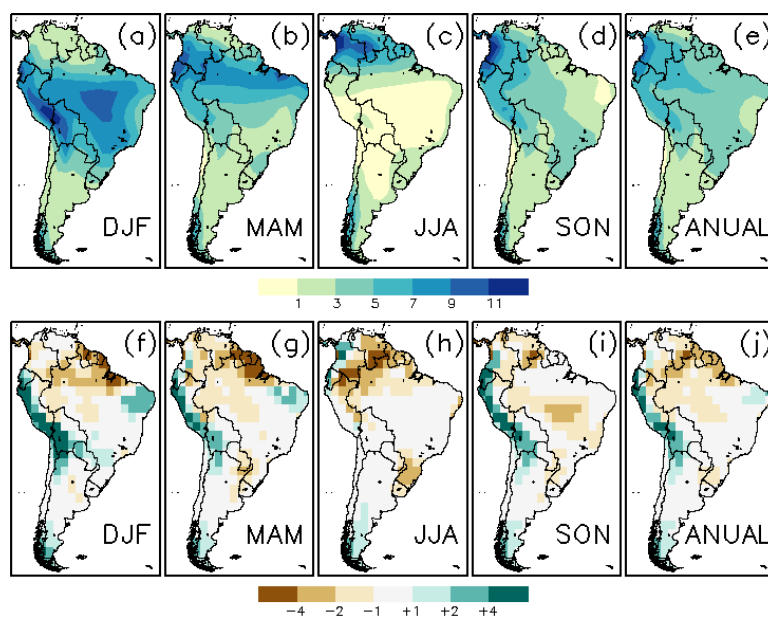 (a) (b) (c) (d) (e)
DJF MAM JJA SON ANUAL
1 3 5 7 9 11
(f) (g) (h) (i) (j)
DJF MAM JJA SON ANUAL
−4 −2 −1 +1 +2 +4